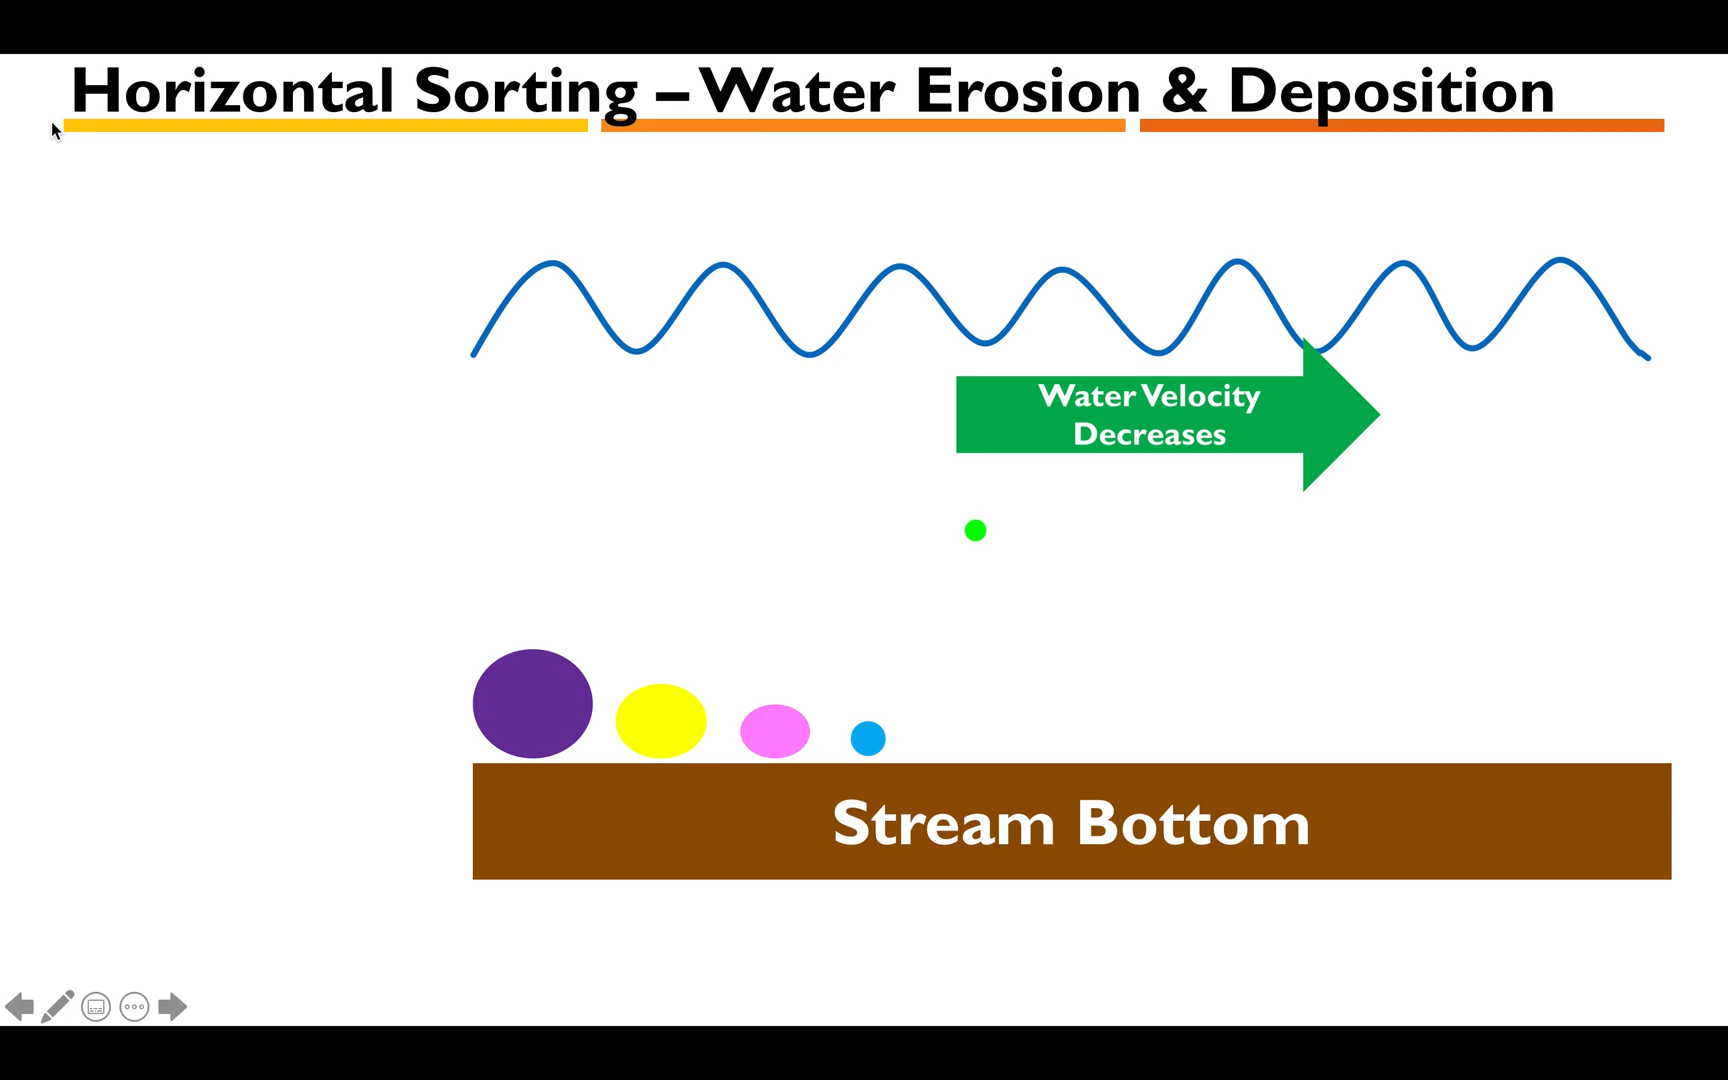 Horizontal Sorting – Water Erosion & Deposition
Water Velocity
Decreases
Stream Bottom